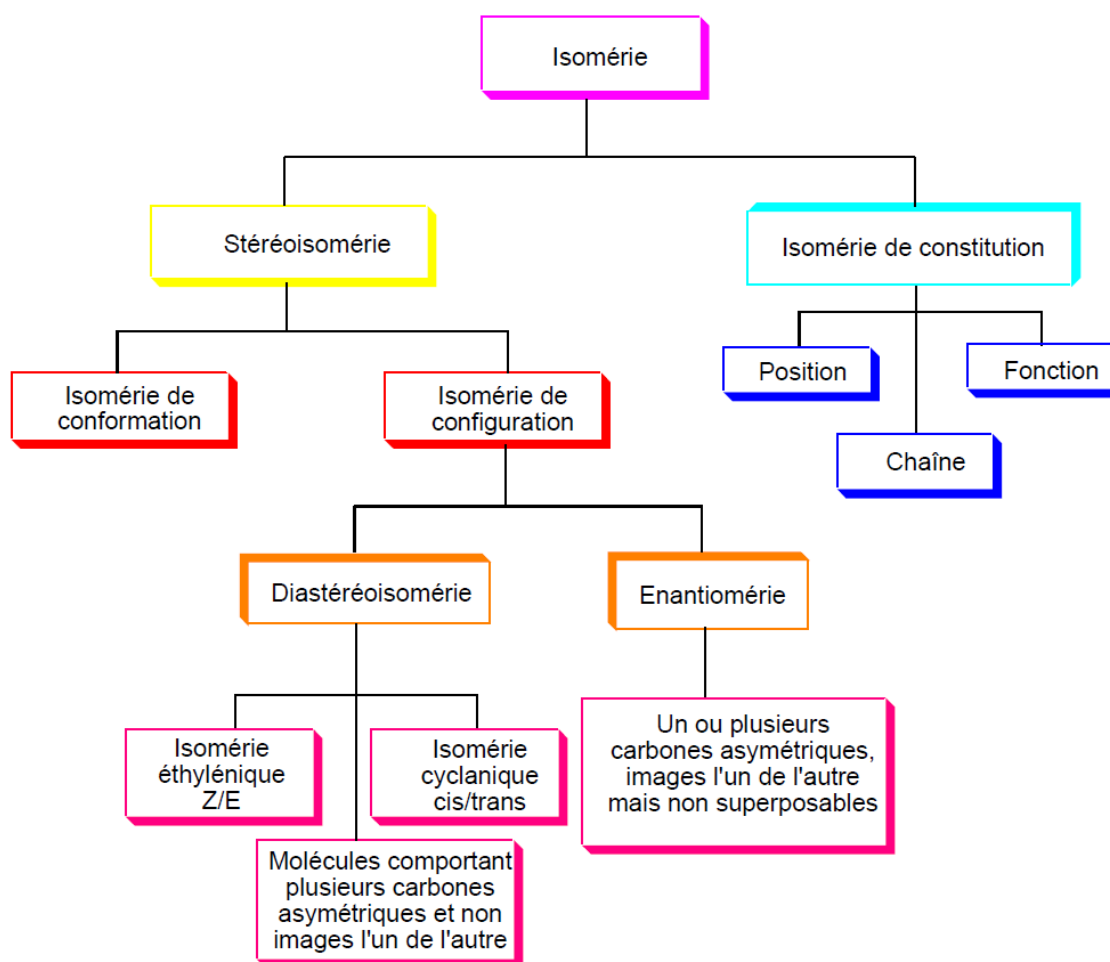 Isomérie
Stéréoisomérie
Isomérie de constitution
Isomérie de
conformation
Isomérie de
configuration
Position
Fonction
Chaîne
Diastéréoisomérie
Enantiomérie
Isomérie
éthylénique
Z/E
Isomérie
cyclanique
cis/trans
Un ou plusieurs
carbones asymétriques,
images l'un de l'autre
mais non superposables
Molécules comportant
plusieurs carbones
asymétriques et non
images l'un de l'autre